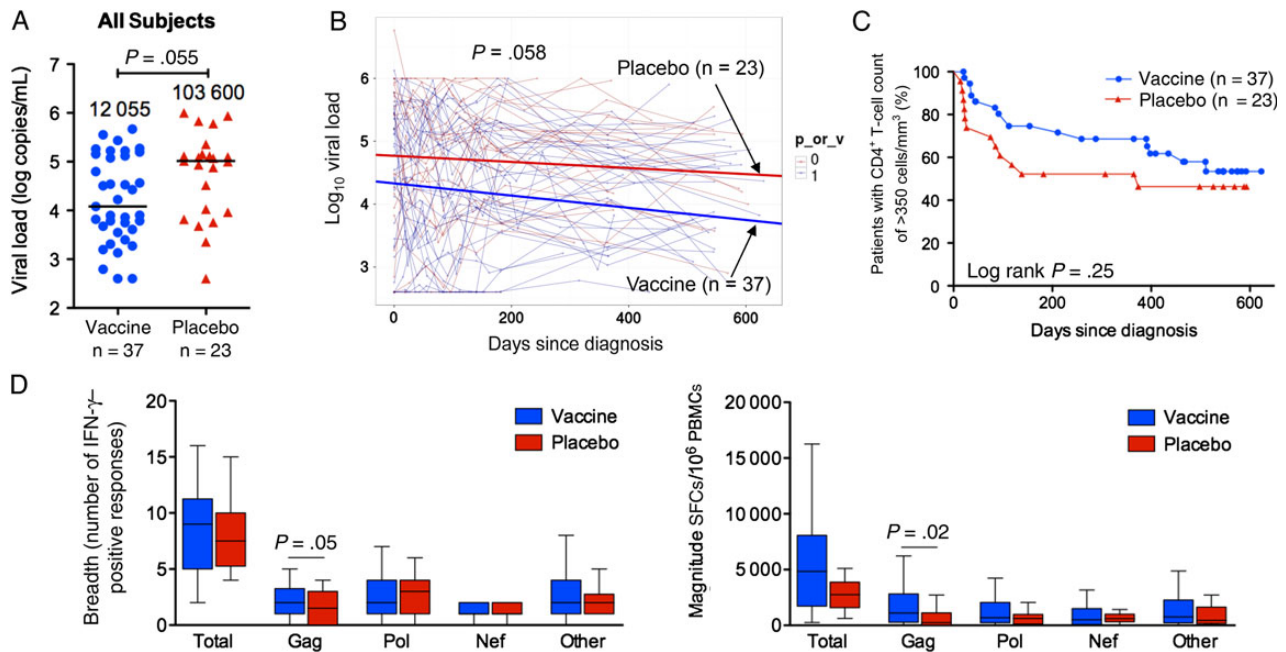 A
All Subjects
P = .055
12 055
103 600
Viral load (log copies/mL)
7
6
5
4
3
2
Vaccine
n = 37
Placebo
n = 23
B
P = .058
Placebo (n = 23)
Vaccine (n = 37)
Log10 viral load
6
5
4
3
0
200
400
600
Days since diagnosis
p_or_v
0
1
C
Patients with CD4+ T-cell count
of >350 cells/mm3 (%)
100
80
60
40
20
0
Vaccine (n = 37)
Placebo (n = 23)
Log rank P = .25
0
200
400
600
Days since diagnosis
D
Breadth (number of IFN-γ–
positive responses)
20
15
10
5
0
Vaccine
Placebo
P = .05
Total
Gag
Pol
Nef
Other
Magnitude SFCs/10^6 PBMCs
20 000
15 000
10 000
5 000
0
Vaccine
Placebo
P = .02
Total
Gag
Pol
Nef
Other